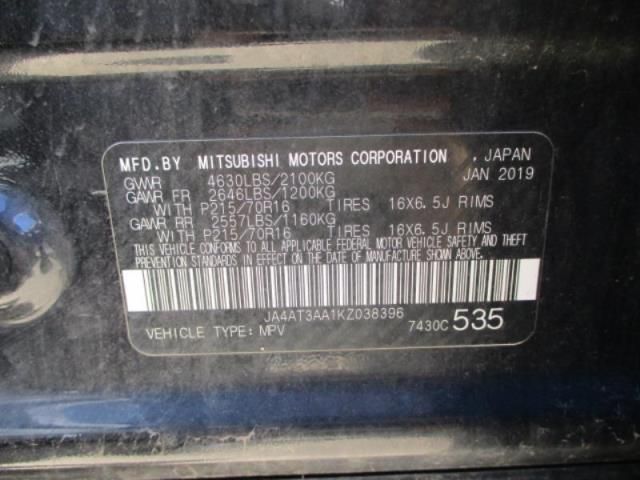 MFD.BY MITSUBISHI MOTORS CORPORATION , JAPAN
GVWR 4630LBS/2100KG JAN 2019
GAWR FR 2646LBS/1200KG
WITH P215/70R16 TIRES 16X6.5J RIMS
GAWR RR 2557LBS/1160KG
WITH P215/70R16 TIRES 16X6.5J RIMS
THIS VEHICLE CONFORMS TO ALL APPLICABLE FEDERAL MOTOR VEHICLE SAFETY AND THEFT
PREVENTION STANDARDS IN EFFECT ON THE DATE OF MANUFACTURE SHOWN ABOVE.
JA4AT3AA1KZ038396
VEHICLE TYPE: MPV 7430C 535